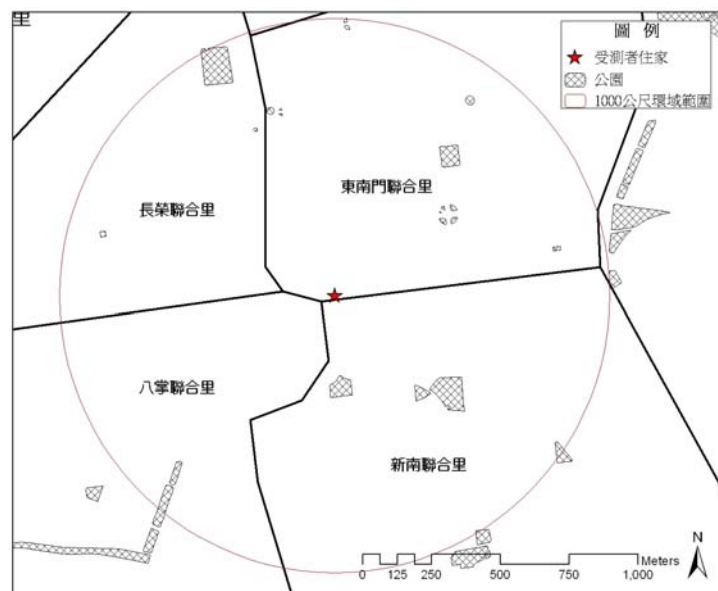 里
圖 例
受測者住家
公園
1000公尺環域範圍
東南門聯合里
長榮聯合里
八掌聯合里
新南聯合里
N
Meters
0 125 250 500 750 1,000